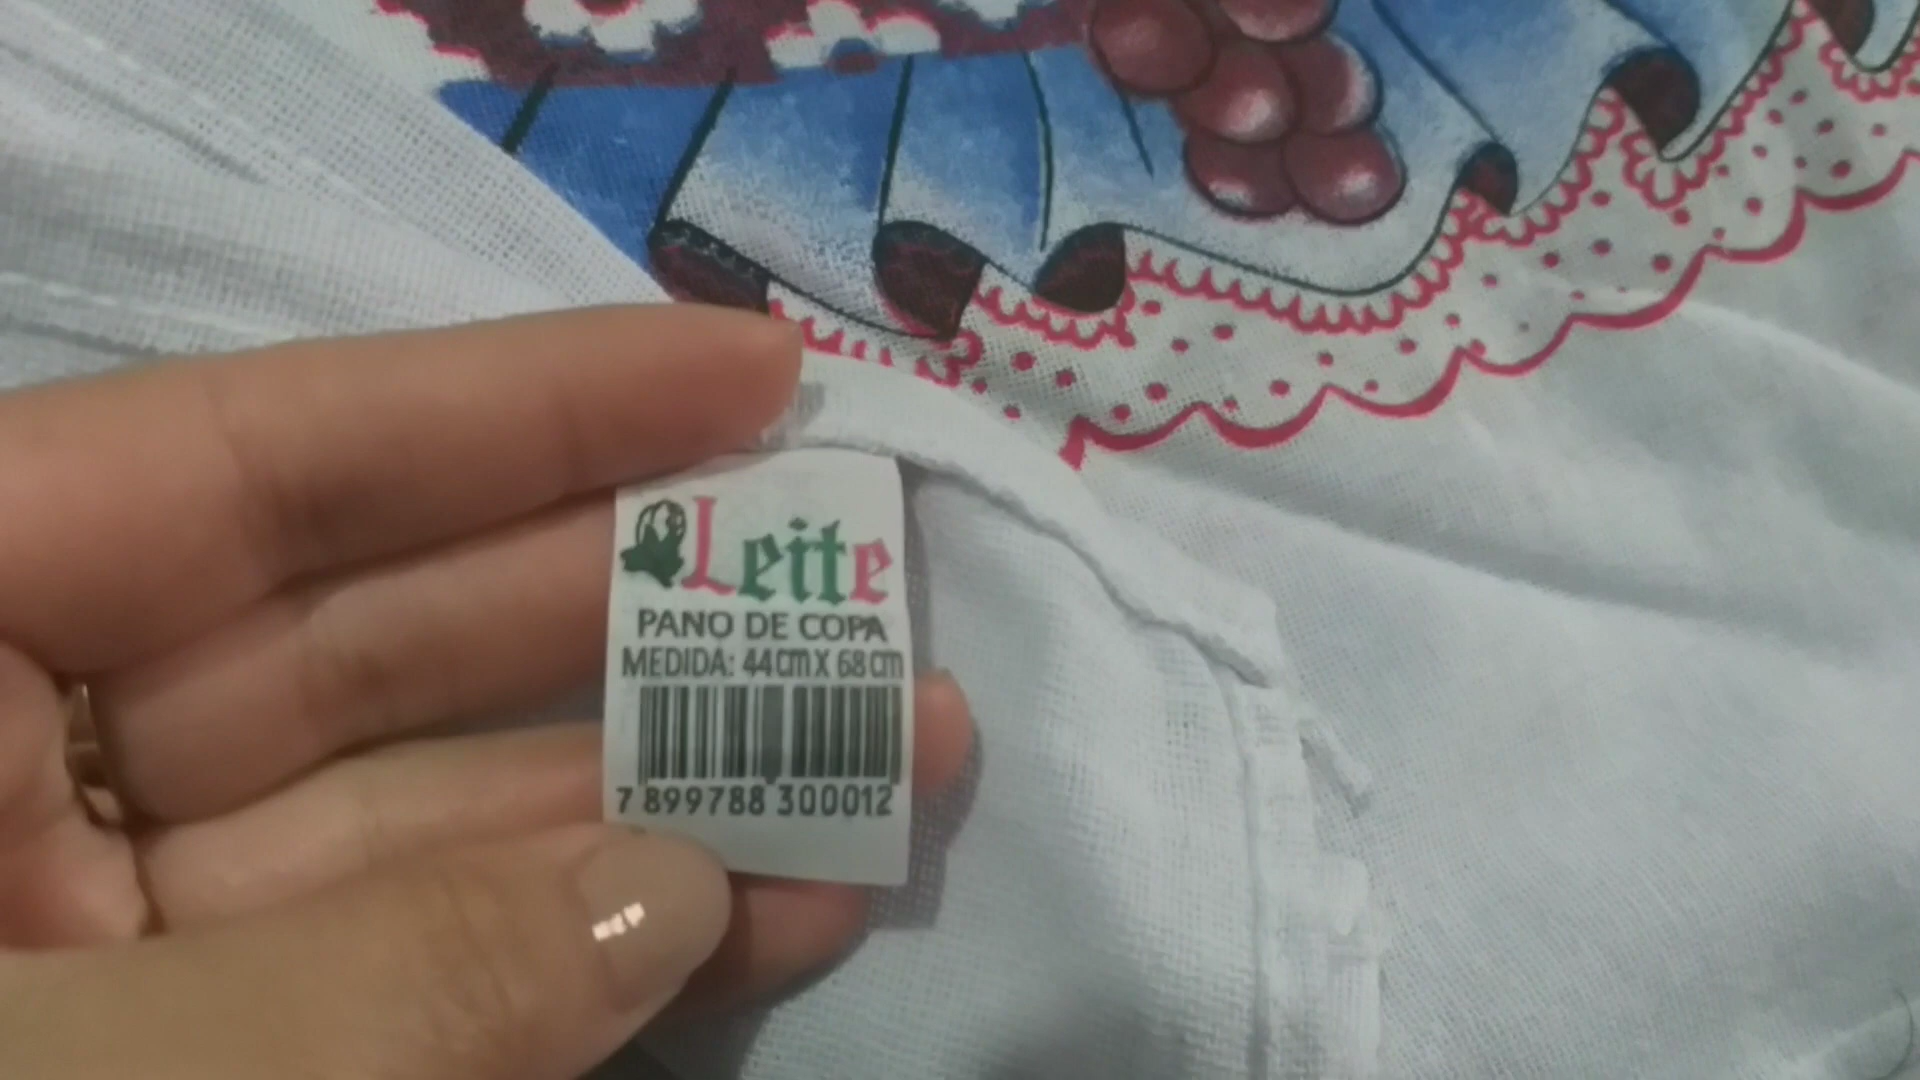 Leite
PANO DE COPA
MEDIDA: 44cm X 68cm
7 899788 300012